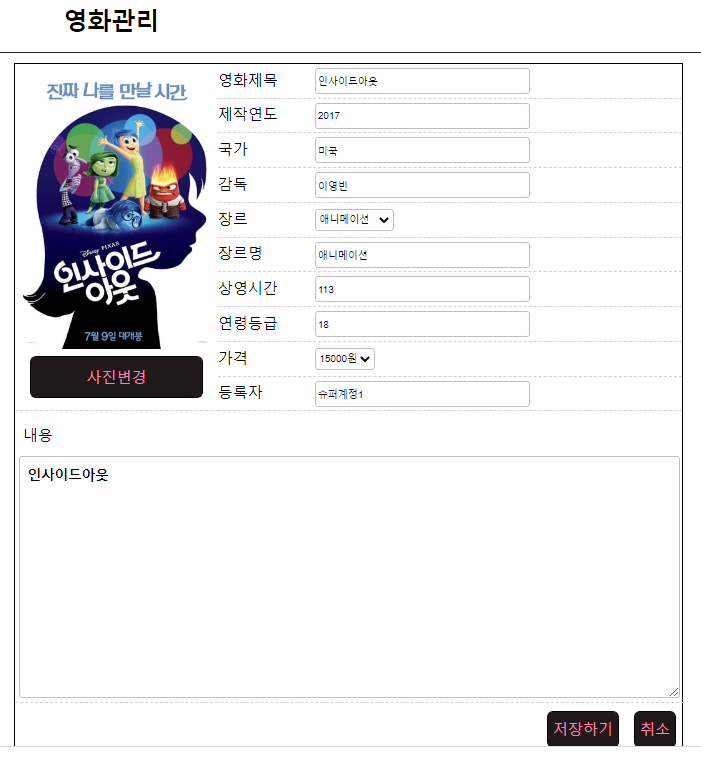 영화관리
진짜 나를 만날 시간
Disney PIXAR
인사이드
아웃
7월 9일 대개봉
사진변경
영화제목 인사이트아웃
제작연도 2017
국가 미국
감독 이영빈
장르 애니메이션
장르명 애니메이션
상영시간 113
연령등급 18
가격 15000원
등록자 슈퍼계정1
내용
인사이드아웃
저장하기 취소